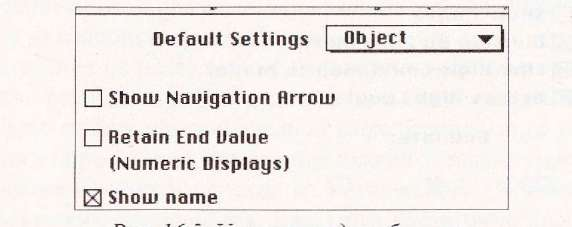 Default Settings Object
Show Navigation Arrow
Retain End Value
(Numeric Displays)
Show name